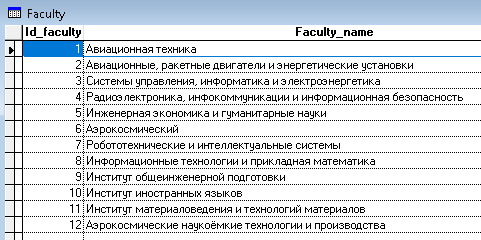 Faculty
Id_faculty Faculty_name
1 Авиационная техника
2 Авиационные, ракетные двигатели и энергетические установки
3 Системы управления, информатика и электроэнергетика
4 Радиоэлектроника, инфокоммуникации и информационная безопасность
5 Инженерная экономика и гуманитарные науки
6 Аэрокосмический
7 Робототехнические и интеллектуальные системы
8 Информационные технологии и прикладная математика
9 Институт общеинженерной подготовки
10 Институт иностранных языков
11 Институт материаловедения и технологий материалов
12 Аэрокосмические наукоёмкие технологии и производства